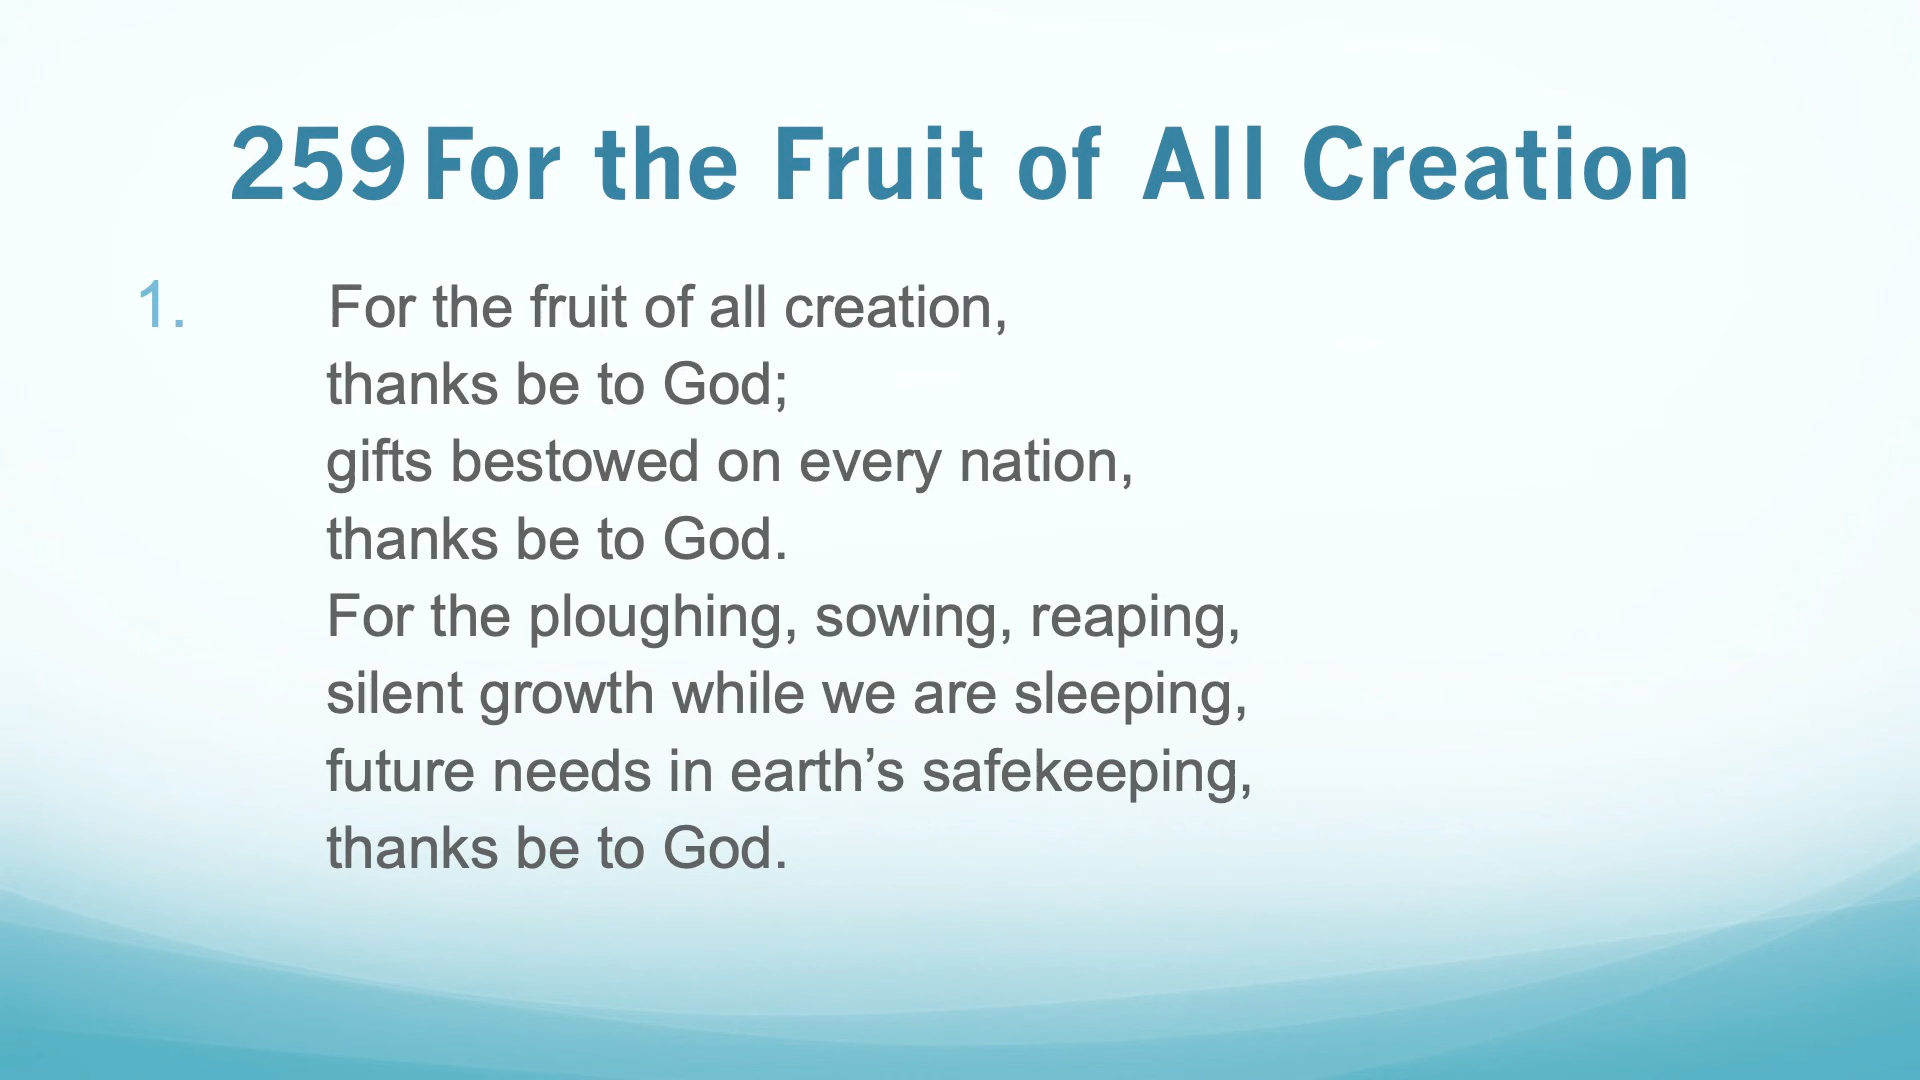 259 For the Fruit of All Creation
1. For the fruit of all creation,
thanks be to God;
gifts bestowed on every nation,
thanks be to God.
For the ploughing, sowing, reaping,
silent growth while we are sleeping,
future needs in earth’s safekeeping,
thanks be to God.